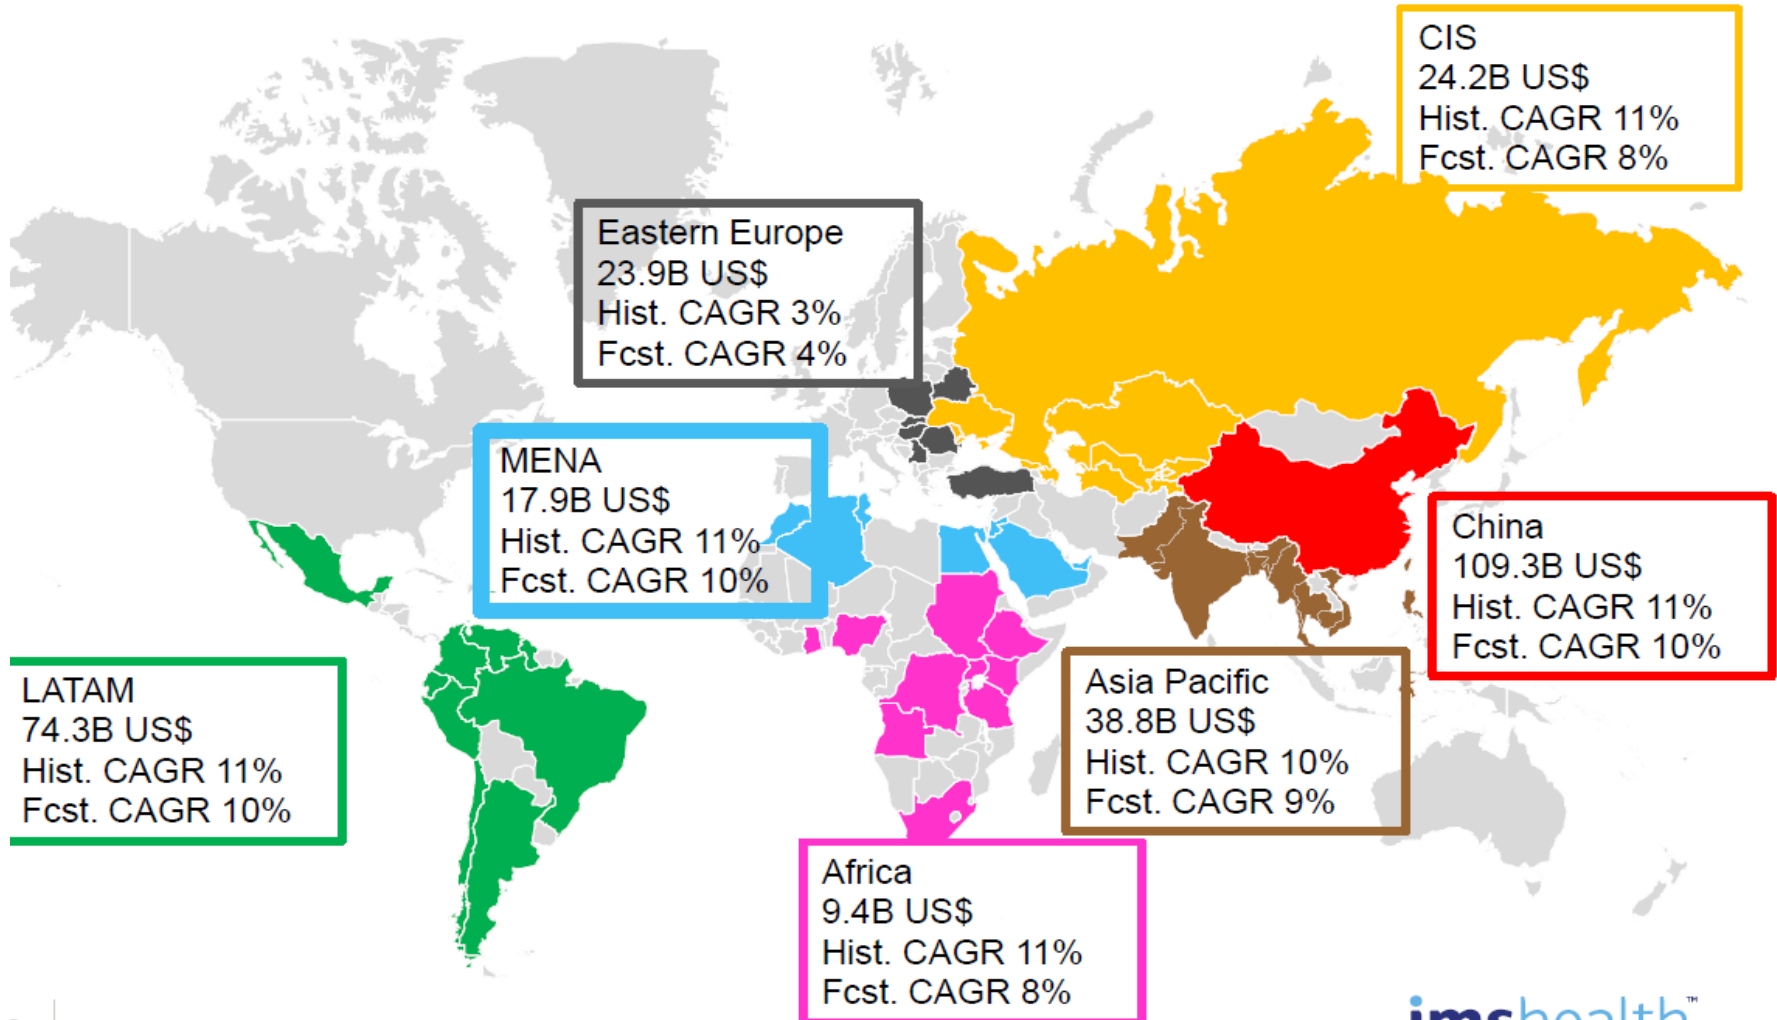 CIS
24.2B US$
Hist. CAGR 11%
Fcst. CAGR 8%
Eastern Europe
23.9B US$
Hist. CAGR 3%
Fcst. CAGR 4%
MENA
17.9B US$
Hist. CAGR 11%
Fcst. CAGR 10%
China
109.3B US$
Hist. CAGR 11%
Fcst. CAGR 10%
LATAM
74.3B US$
Hist. CAGR 11%
Fcst. CAGR 10%
Asia Pacific
38.8B US$
Hist. CAGR 10%
Fcst. CAGR 9%
Africa
9.4B US$
Hist. CAGR 11%
Fcst. CAGR 8%
imshealth™